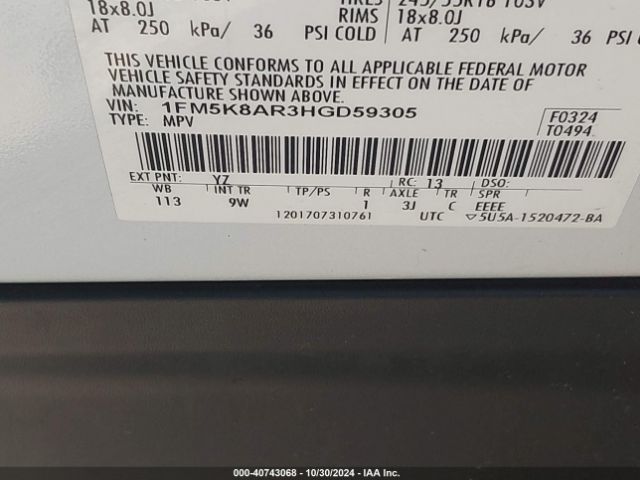 18x8.0J RIMS 18x8.0J
AT 250 kPa/ 36 PSI COLD AT 250 kPa/ 36 PSI
THIS VEHICLE CONFORMS TO ALL APPLICABLE FEDERAL MOTOR
VEHICLE SAFETY STANDARDS IN EFFECT ON THE DATE OF
MANUFACTURE SHOWN ABOVE.
VIN: 1FM5K8AR3HGD59305 F0324
TYPE: MPV T0494
EXT PNT: YZ RC: 13 DSO:
WB INT TR TP/PS R AXLE TR SPR
113 9W 1 3J C EEEE
1201707310761 UTC ▽5U5A-1520472-BA
000-40743068 - 10/30/2024 - IAAI.com